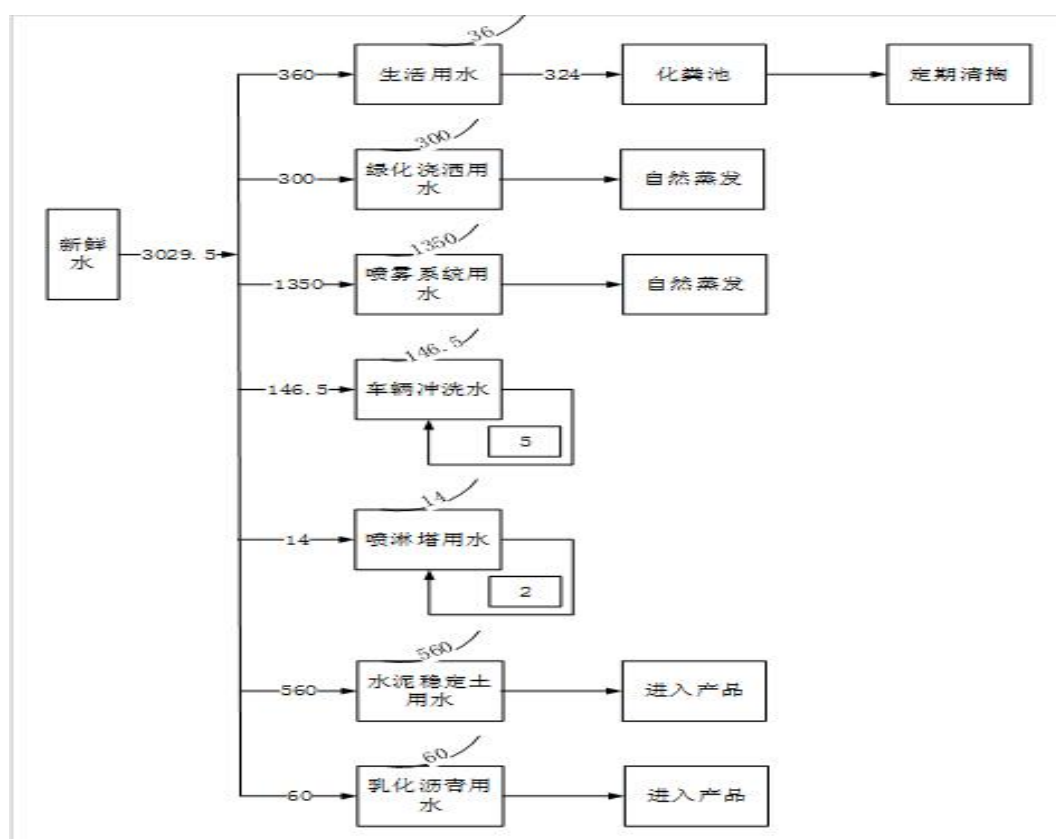 36
360
生活用水
324
化粪池
定期清掏
300
300
绿化浇洒用
水
自然蒸发
新鲜
水
3029.5
1350
1350
喷雾系统用
水
自然蒸发
146.5
146.5
车辆冲洗水
5
14
14
喷淋塔用水
2
560
560
水泥稳定土
用水
进入产品
60
60
乳化沥青用
水
进入产品